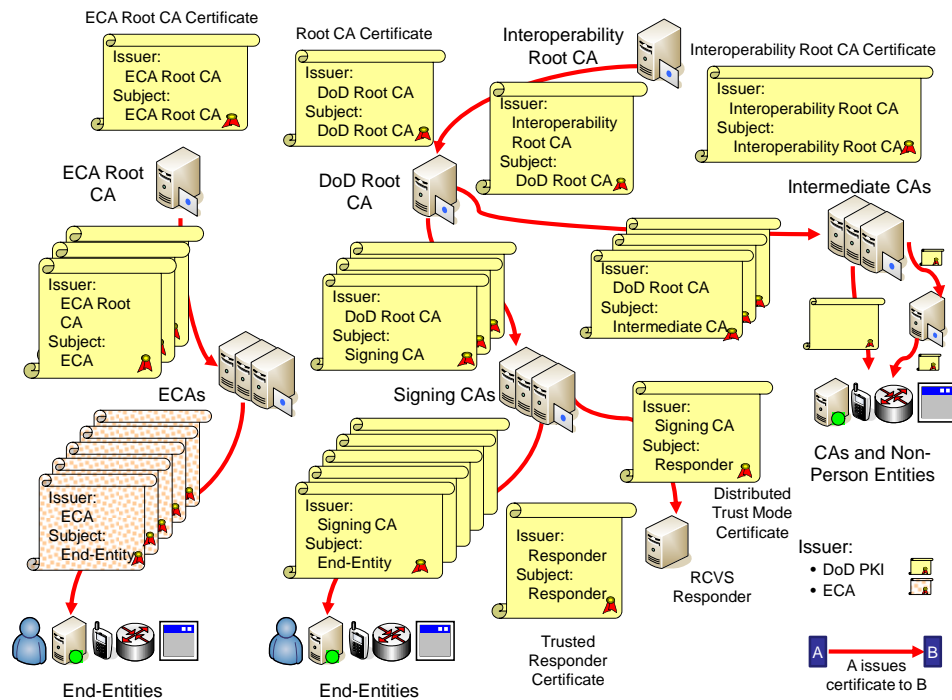 ECA Root CA Certificate
Issuer:
ECA Root CA
Subject:
ECA Root CA
Root CA Certificate
Issuer:
DoD Root CA
Subject:
DoD Root CA
Interoperability
Root CA
Issuer:
Interoperability
Root CA
Subject:
DoD Root CA
Interoperability Root CA Certificate
Issuer:
Interoperability Root CA
Subject:
Interoperability Root CA
ECA Root
CA
DoD Root
CA
Intermediate CAs
Issuer:
ECA Root
CA
Subject:
ECA
Issuer:
DoD Root CA
Subject:
Signing CA
Issuer:
DoD Root CA
Subject:
Intermediate CA
ECAs
Signing CAs
Issuer:
ECA
Subject:
End-Entity
Issuer:
Signing CA
Subject:
End-Entity
Issuer:
Signing CA
Subject:
Responder
Distributed
Trust Mode
Certificate
CAs and Non-
Person Entities
Issuer:
Responder
Subject:
Responder
Trusted
Responder
Certificate
RCVS
Responder
Issuer:
• DoD PKI
• ECA
A
B
A issues
certificate to B
End-Entities
End-Entities